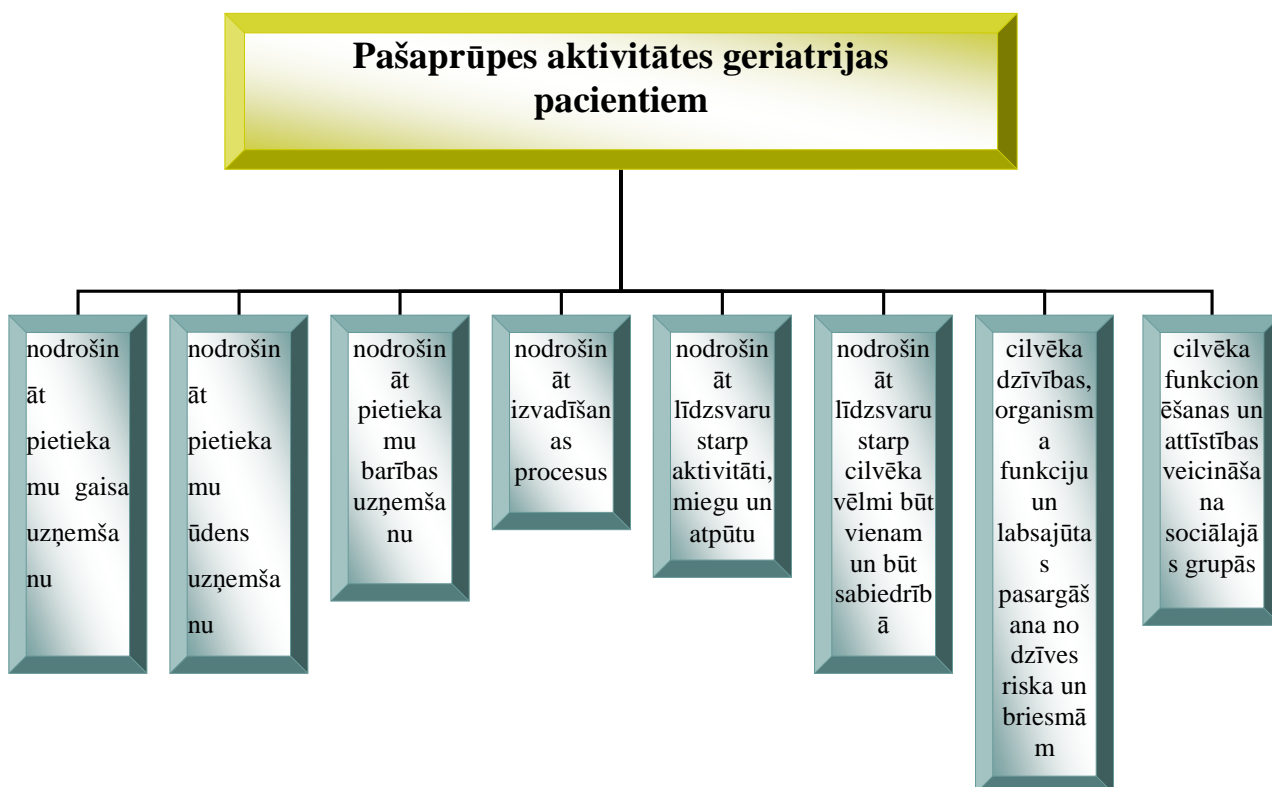 Pašaprūpes aktivitātes geriatrijas
pacientiem
nodrošin
āt
pietieka
mu gaisa
uzņemša
nu
nodrošin
āt
pietieka
mu
ūdens
uzņemša
nu
nodrošin
āt
pietieka
mu
barības
uzņemša
nu
nodrošin
āt
izvadīšan
as
procesus
nodrošin
āt
līdzsvaru
starp
aktivitāti,
miegu un
atpūtu
nodrošin
āt
līdzsvaru
starp
cilvēka
vēlmi būt
vienam
un būt
sabiedrīb
ā
cilvēka
dzīvības,
organism
a
funkciju
un
labsajūta
s
pasargāš
ana no
dzīves
riska un
briesmā
m
cilvēka
funkcion
ēšanas un
attīstības
veicināša
na
sociālajā
s grupās